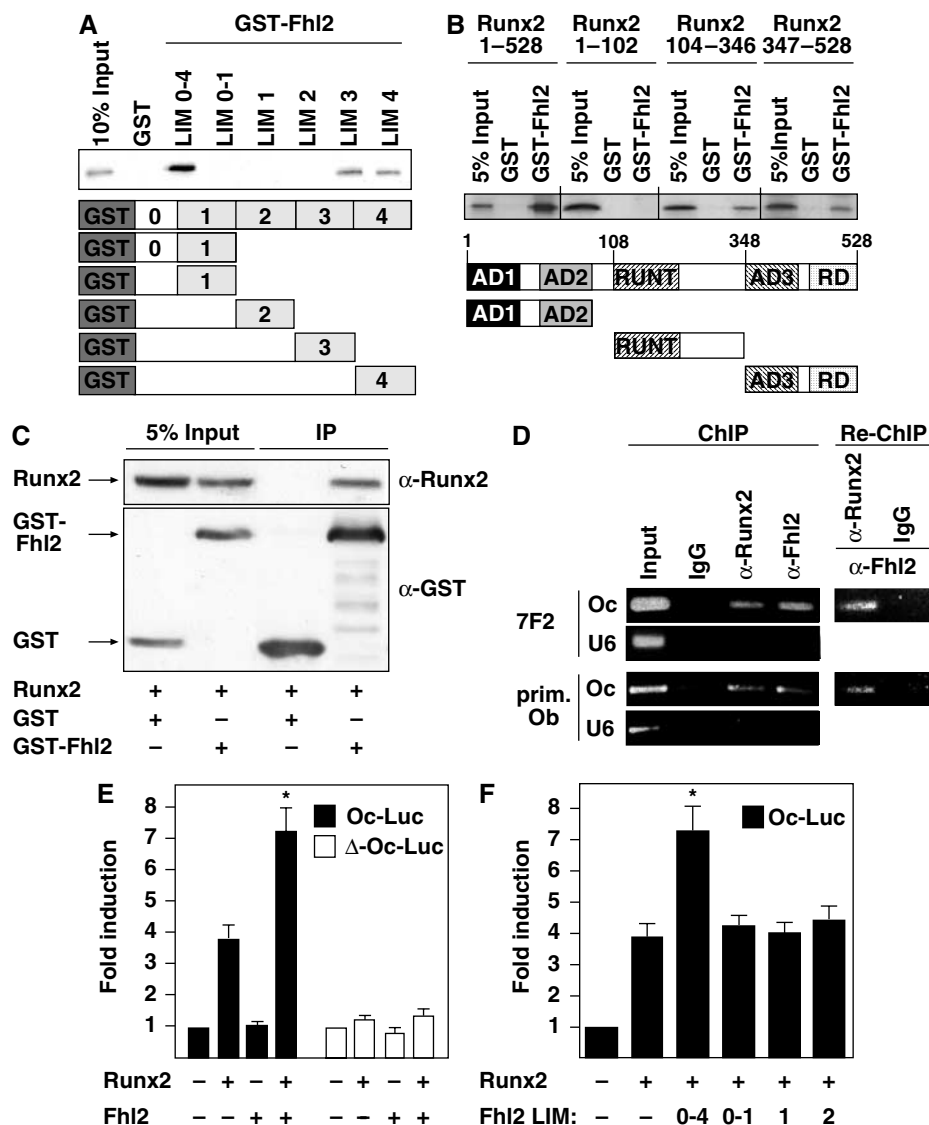 A
GST-Fhl2
10% Input
GST
LIM 0-4
LIM 0-1
LIM 1
LIM 2
LIM 3
LIM 4
GST 0 1 2 3 4
GST 0 1
GST 1
GST 2
GST 3
GST 4
B
Runx2 Runx2 Runx2 Runx2
1–528 1–102 104–346 347–528
5% Input
GST
GST-Fhl2
5% Input
GST
GST-Fhl2
5% Input
GST
GST-Fhl2
5%Input
GST
GST-Fhl2
1 108 348 528
AD1 AD2 RUNT AD3 RD
AD1 AD2
RUNT
AD3 RD
C
5% Input IP
Runx2 α-Runx2
GST-
Fhl2
α-GST
GST
Runx2 + + + +
GST + – + –
GST-Fhl2 – + – +
D
ChIP Re-ChIP
Input
IgG
α-Runx2
α-Fhl2
α-Runx2
IgG
α-Fhl2
7F2
Oc
U6
prim.
Ob
Oc
U6
E
Fold induction
8
7
6
5
4
3
2
1
*
Oc-Luc
Δ-Oc-Luc
Runx2 – + – + – + – +
Fhl2 – – + + – – + +
F
Fold induction
8
7
6
5
4
3
2
1
*
Oc-Luc
Runx2 – + + + + +
Fhl2 LIM: – – 0-4 0-1 1 2